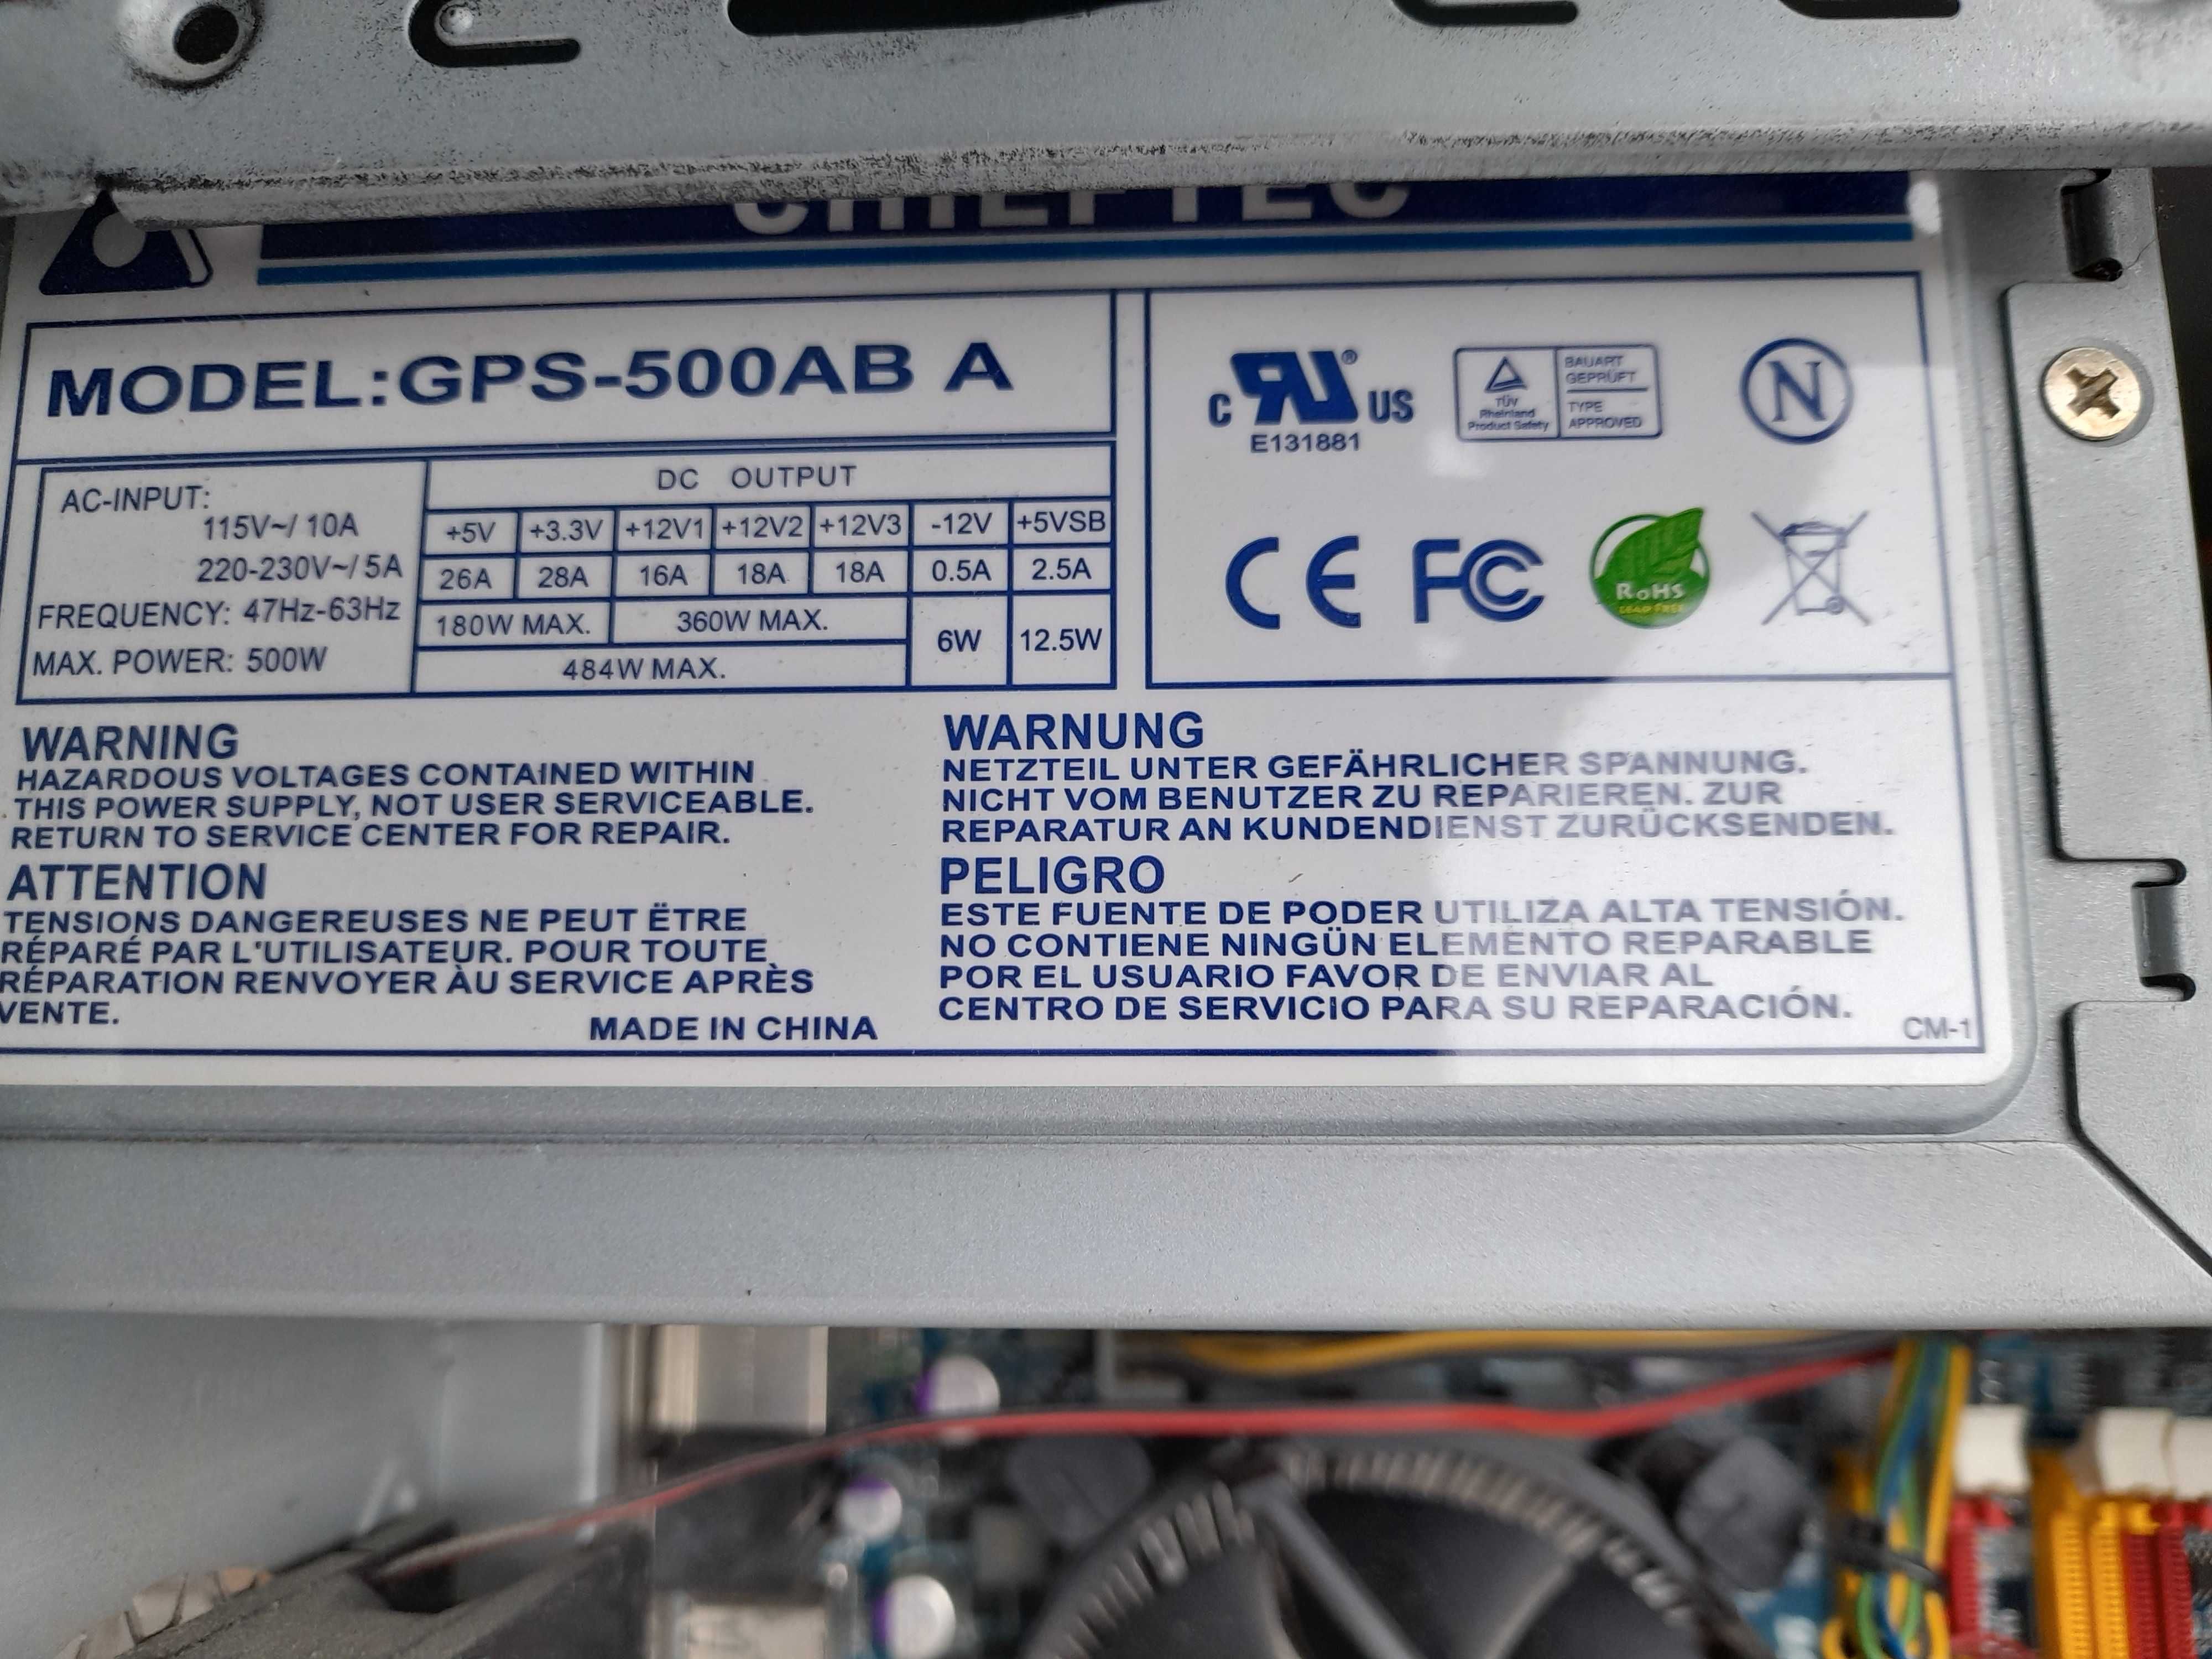 CHIEFTEC
MODEL:GPS-500AB A
AC-INPUT:
115V~/ 10A
220-230V~/ 5A
FREQUENCY: 47Hz-63Hz
MAX. POWER: 500W
DC OUTPUT
+5V +3.3V +12V1 +12V2 +12V3 -12V +5VSB
26A 28A 16A 18A 18A 0.5A 2.5A
180W MAX. 360W MAX. 6W 12.5W
484W MAX.
C RU® US
E131881
TÜV
Rheinland
Product Safety
BAUART
GEPRÜFT
TYPE
APPROVED
N
CE FC RoHS
LEAD FREE
WARNING
HAZARDOUS VOLTAGES CONTAINED WITHIN
THIS POWER SUPPLY, NOT USER SERVICEABLE.
RETURN TO SERVICE CENTER FOR REPAIR.
ATTENTION
TENSIONS DANGEREUSES NE PEUT ËTRE
RÉPARÉ PAR L'UTILISATEUR. POUR TOUTE
RÉPARATION RENVOYER ÀU SERVICE APRÈS
VENTE.
MADE IN CHINA
WARNUNG
NETZTEIL UNTER GEFÄHRLICHER SPANNUNG.
NICHT VOM BENUTZER ZU REPARIEREN. ZUR
REPARATUR AN KUNDENDIENST ZURÜCKSENDEN.
PELIGRO
ESTE FUENTE DE PODER UTILIZA ALTA TENSIÓN.
NO CONTIENE NINGÜN ELEMENTO REPARABLE
POR EL USUARIO FAVOR DE ENVIAR AL
CENTRO DE SERVICIO PARA SU REPARACIÓN.
CM-1